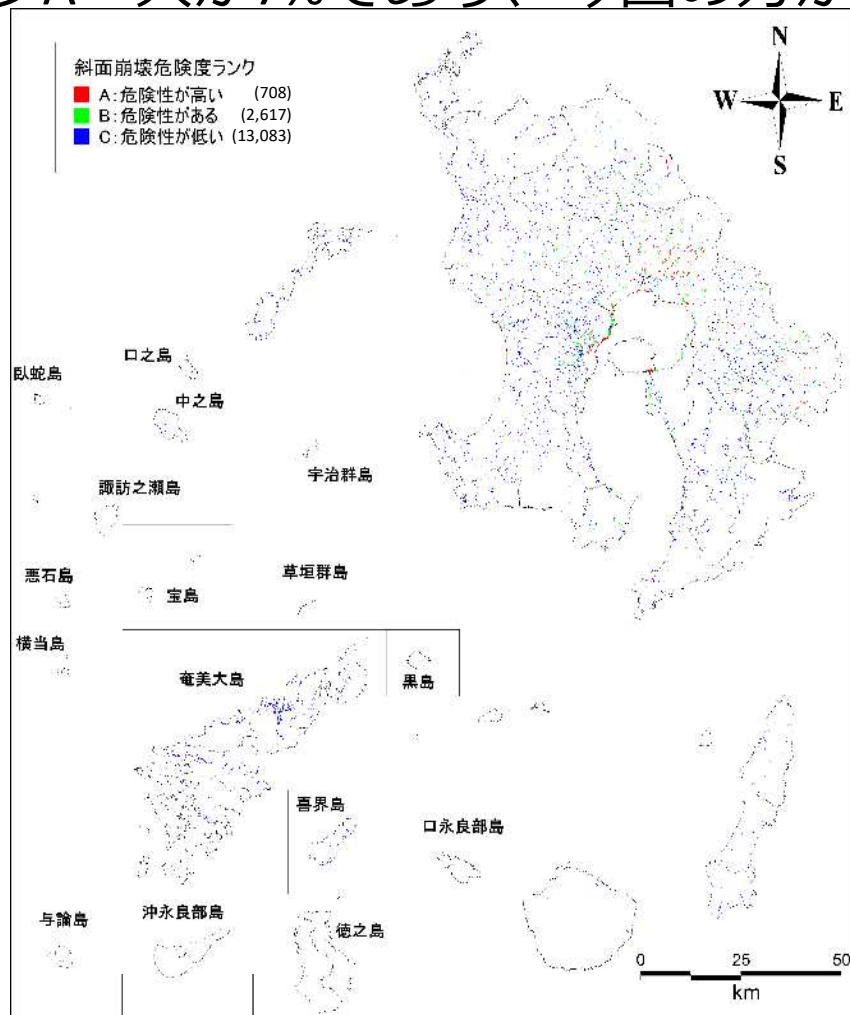 斜面崩壊危険度ランク
A:危険性が高い (708)
B:危険性がある (2,617)
C:危険性が低い (13,083)
N
W E
S
口之島
臥蛇島
中之島
宇治群島
諏訪之瀬島
草垣群島
悪石島
宝島
横当島
奄美大島
黒島
喜界島
口永良部島
沖永良部島
与論島
徳之島
0 25 50
km